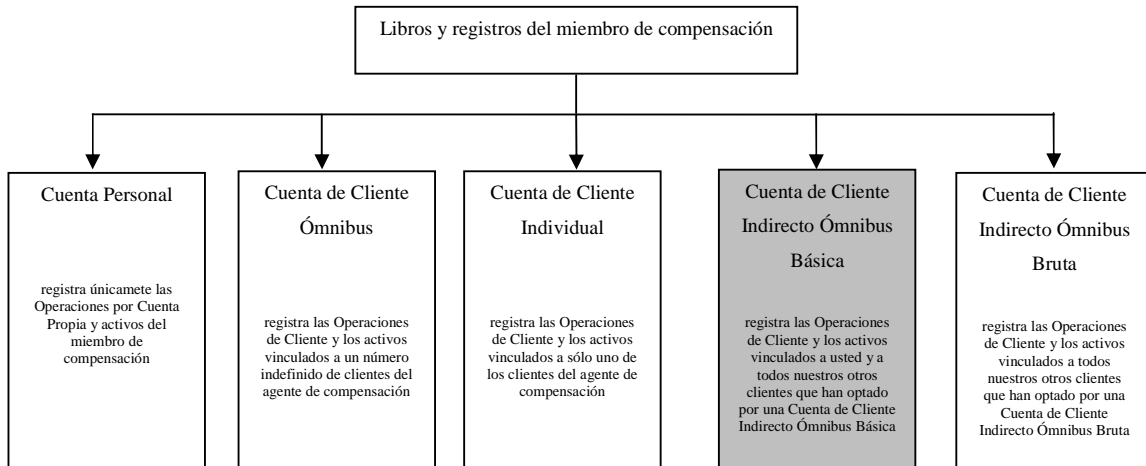 Libros y registros del miembro de compensación
Cuenta Personal
registra únicamete las
Operaciones por Cuenta
Propia y activos del
miembro de
compensación
Cuenta de Cliente
Ómnibus
registra las Operaciones
de Cliente y los activos
vinculados a un número
indefinido de clientes del
agente de compensación
Cuenta de Cliente
Individual
registra las Operaciones
de Cliente y los activos
vinculados a sólo uno de
los clientes del agente de
compensación
Cuenta de Cliente
Indirecto Ómnibus
Básica
registra las Operaciones
de Cliente y los activos
vinculados a usted y a
todos nuestros otros
clientes que han optado
por una Cuenta de Cliente
Indirecto Ómnibus Básica
Cuenta de Cliente
Indirecto Ómnibus
Bruta
registra las Operaciones
de Cliente y los activos
vinculados a todos
nuestros otros clientes
que han optado por una
Cuenta de Cliente
Indirecto Ómnibus Bruta